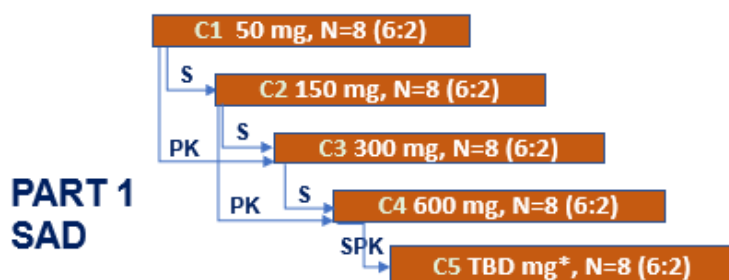 C1 50 mg, N=8 (6:2)
S
C2 150 mg, N=8 (6:2)
S
PK
C3 300 mg, N=8 (6:2)
PART 1
SAD
S
PK
C4 600 mg, N=8 (6:2)
SPK
C5 TBD mg*, N=8 (6:2)